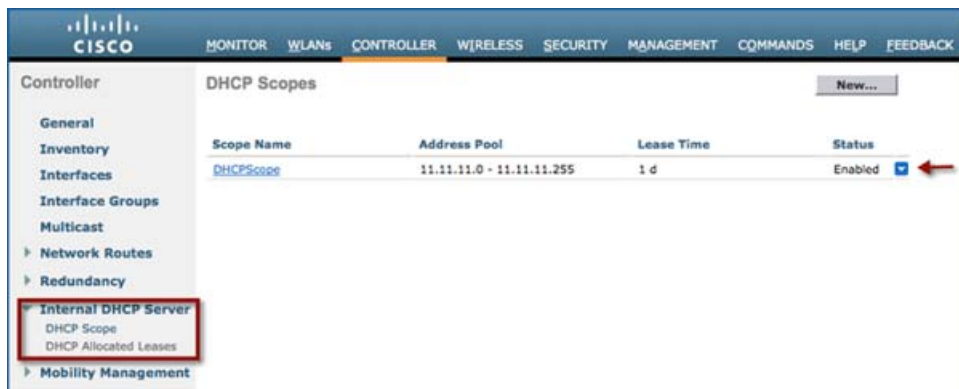 CISCO
MONITOR WLANs CONTROLLER WIRELESS SECURITY MANAGEMENT COMMANDS HELP FEEDBACK
Controller
General
Inventory
Interfaces
Interface Groups
Multicast
Network Routes
Redundancy
Internal DHCP Server
DHCP Scope
DHCP Allocated Leases
Mobility Management
DHCP Scopes
New...
Scope Name Address Pool Lease Time Status
DHCPScope 11.11.11.0 - 11.11.11.255 1 d Enabled